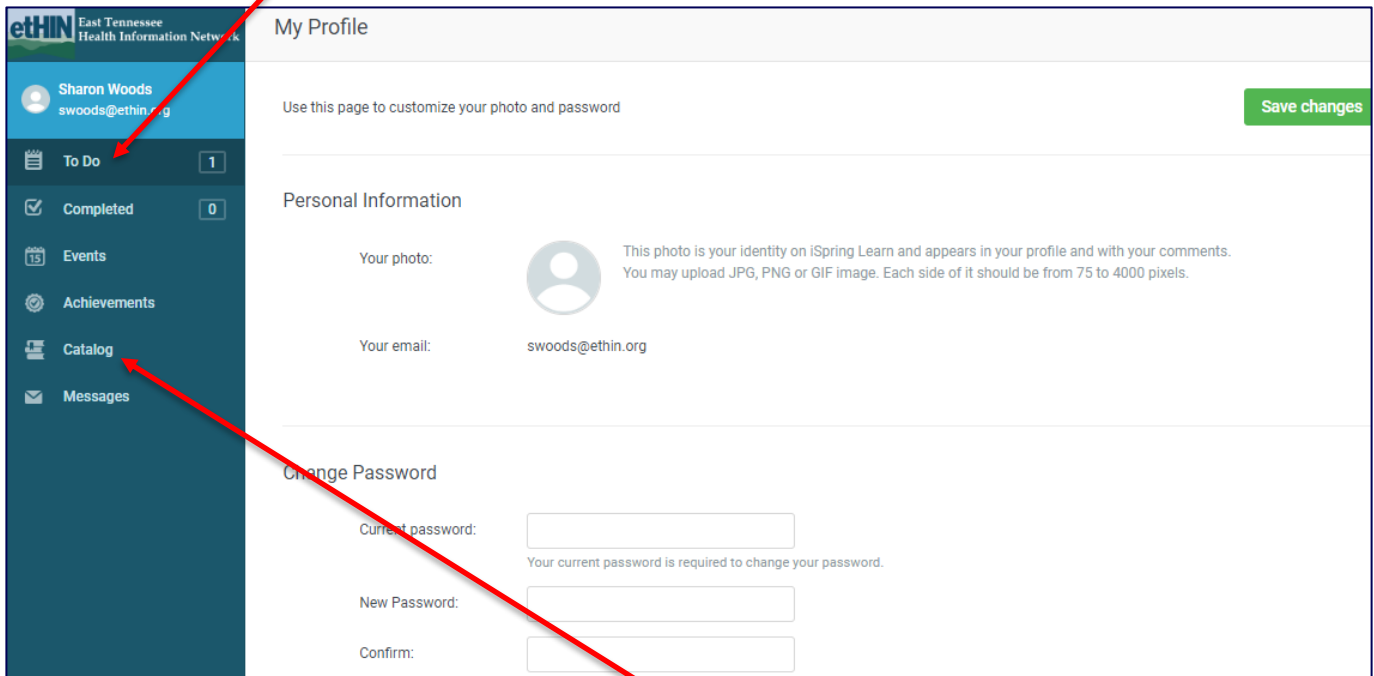 etHIN East Tennessee
Health Information Network
My Profile
Sharon Woods
swoods@ethin.org
Use this page to customize your photo and password
Save changes
To Do 1
Completed 0
Events
Achievements
Catalog
Messages
Personal Information
Your photo:
This photo is your identity on iSpring Learn and appears in your profile and with your comments.
You may upload JPG, PNG or GIF image. Each side of it should be from 75 to 4000 pixels.
Your email: swoods@ethin.org
Change Password
Current password:
Your current password is required to change your password.
New Password:
Confirm:
15